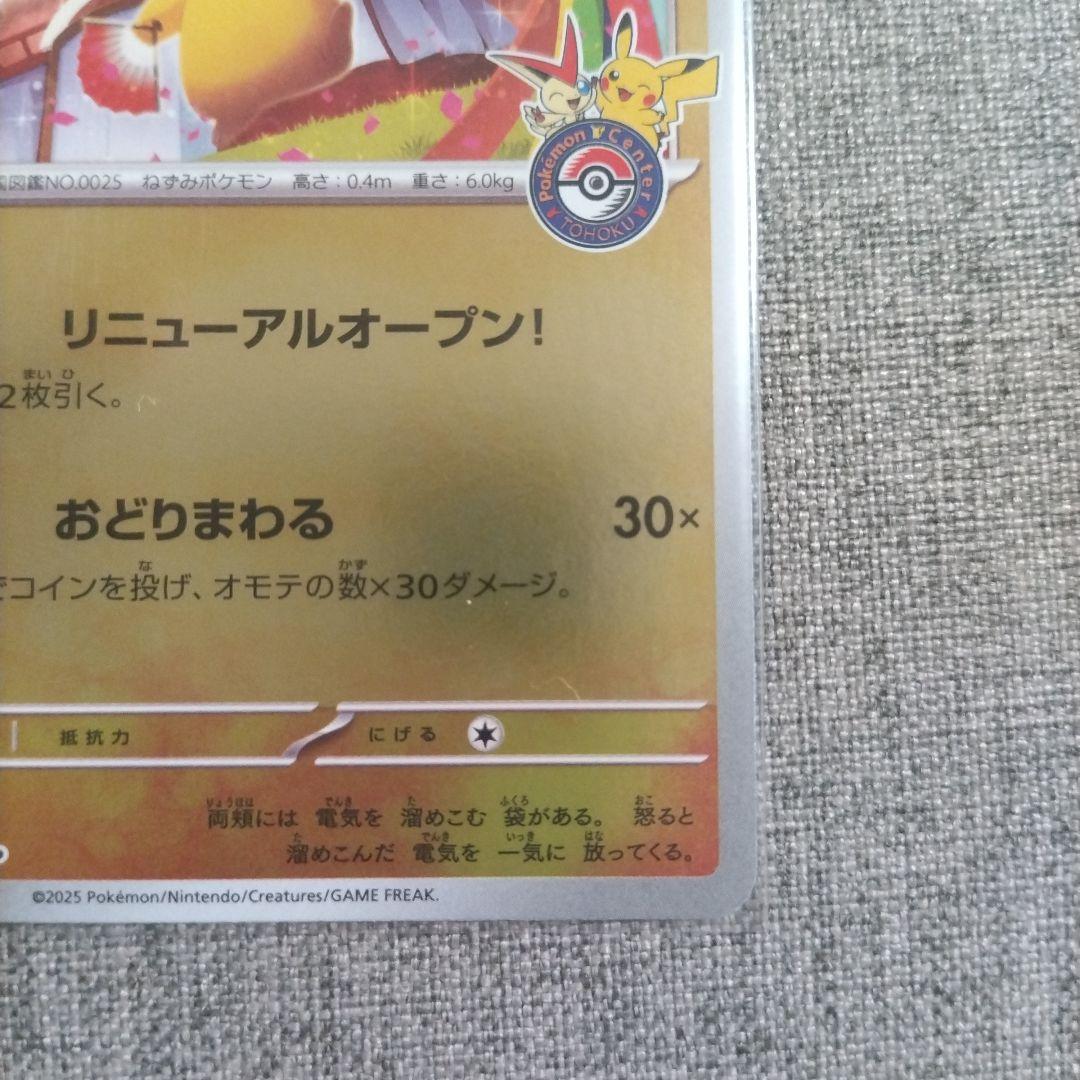 Pokémon Center
TOHOKU
図鑑NO.0025 ねずみポケモン 高さ:0.4m 重さ:6.0kg
リニューアルオープン!
まい ひ
2枚引く。
おどりまわる 30×
な かず
でコインを投げ、オモテの数×30ダメージ。
抵抗力 にげる
りょうほほ でんき た ふくろ おこ
両頬には 電気を 溜めこむ 袋がある。 怒ると
た でんき いっき はな
溜めこんだ 電気を 一気に 放ってくる。
©2025 Pokémon/Nintendo/Creatures/GAME FREAK.